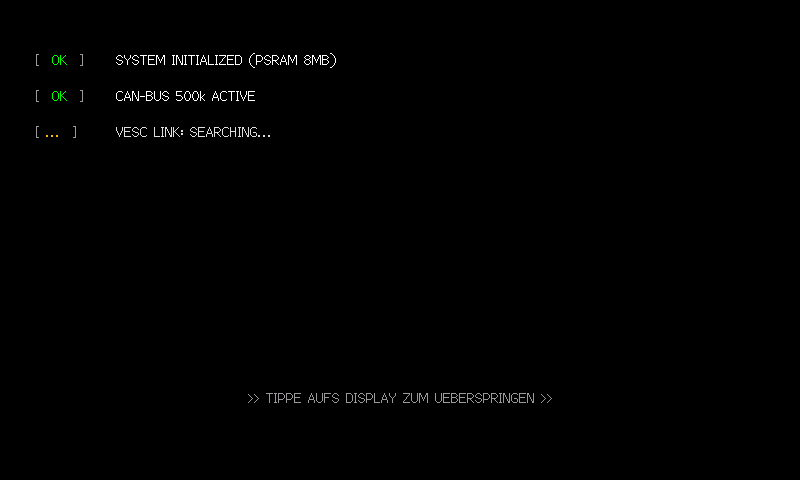 [ OK ] SYSTEM INITIALIZED (PSRAM 8MB)
[ OK ] CAN-BUS 500k ACTIVE
[... ] VESC LINK: SEARCHING...
>> TIPPE AUFS DISPLAY ZUM UEBERSPRINGEN >>